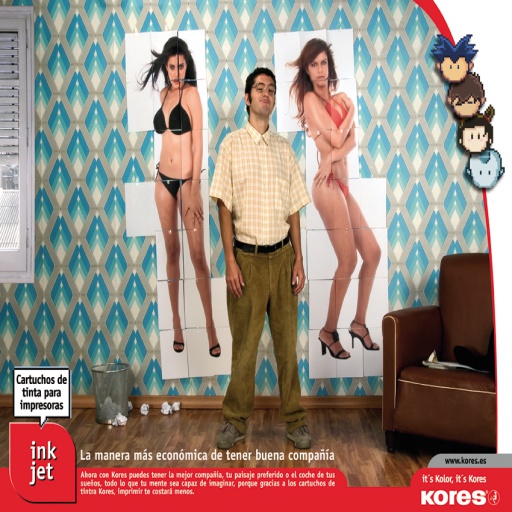 Cartuchos de
tinta para
impresoras
ink
jet
La manera más económica de tener buena compañía
Ahora con Kores puedes tener la mejor compañía, tu paisaje preferido o el coche de tus
sueños, todo lo que tu mente sea capaz de imaginar, porque gracias a los cartuchos de
tintra Kores, imprimir te costará menos.
www.kores.es
it´s Kolor, it´s Kores
KORES